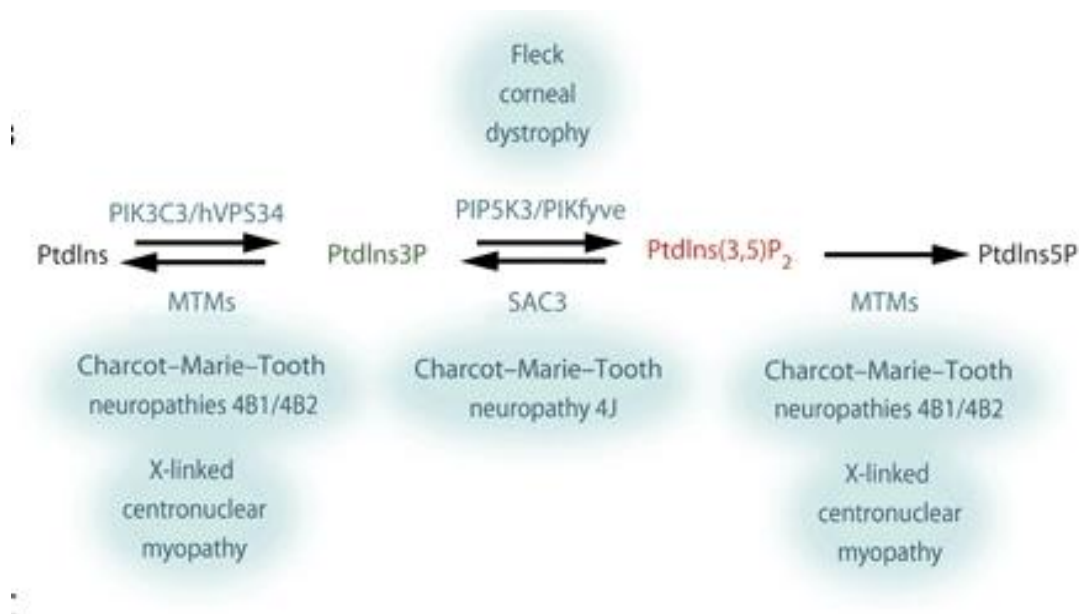 Fleck
corneal
dystrophy
PIK3C3/hVPS34
PIP5K3/PIKfyve
PtdIns
PtdIns3P
PtdIns(3,5)P2
PtdIns5P
MTMs
SAC3
MTMs
Charcot–Marie–Tooth
neuropathies 4B1/4B2
Charcot–Marie–Tooth
neuropathy 4J
Charcot–Marie–Tooth
neuropathies 4B1/4B2
X-linked
centronuclear
myopathy
X-linked
centronuclear
myopathy